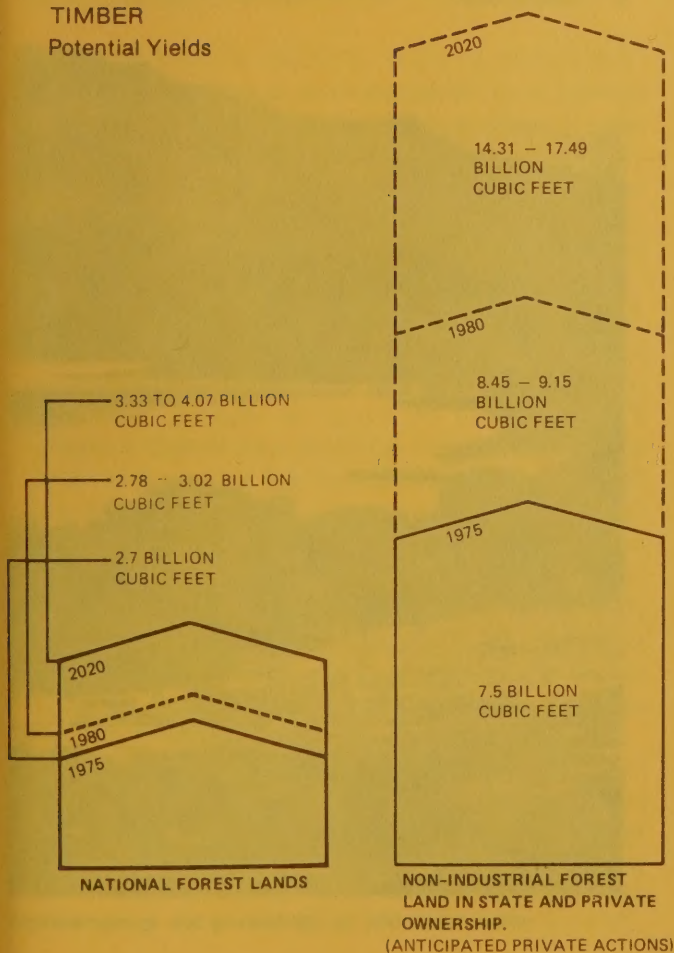 TIMBER
Potential Yields
2020
14.31 – 17.49
BILLION
CUBIC FEET
1980
8.45 – 9.15
BILLION
CUBIC FEET
1975
7.5 BILLION
CUBIC FEET
3.33 TO 4.07 BILLION
CUBIC FEET
2.78 – 3.02 BILLION
CUBIC FEET
2.7 BILLION
CUBIC FEET
2020
1980
1975
NATIONAL FOREST LANDS
NON-INDUSTRIAL FOREST
LAND IN STATE AND PRIVATE
OWNERSHIP.
(ANTICIPATED PRIVATE ACTIONS)